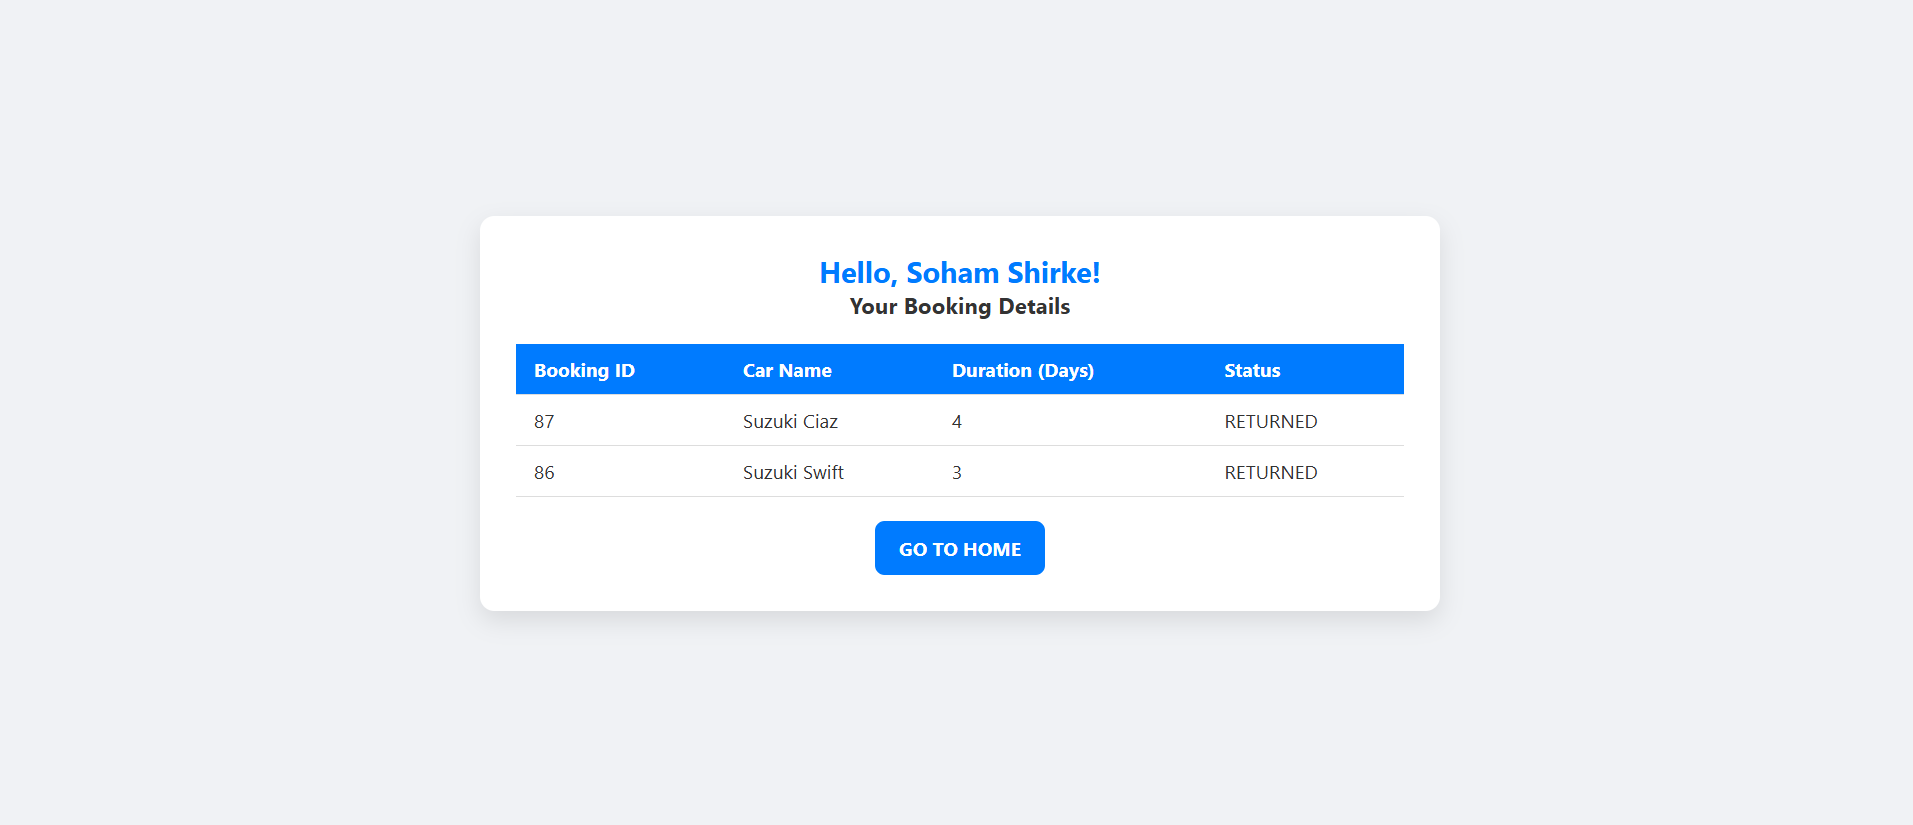 Hello, Soham Shirke!
Your Booking Details
Booking ID Car Name Duration (Days) Status
87 Suzuki Ciaz 4 RETURNED
86 Suzuki Swift 3 RETURNED
GO TO HOME